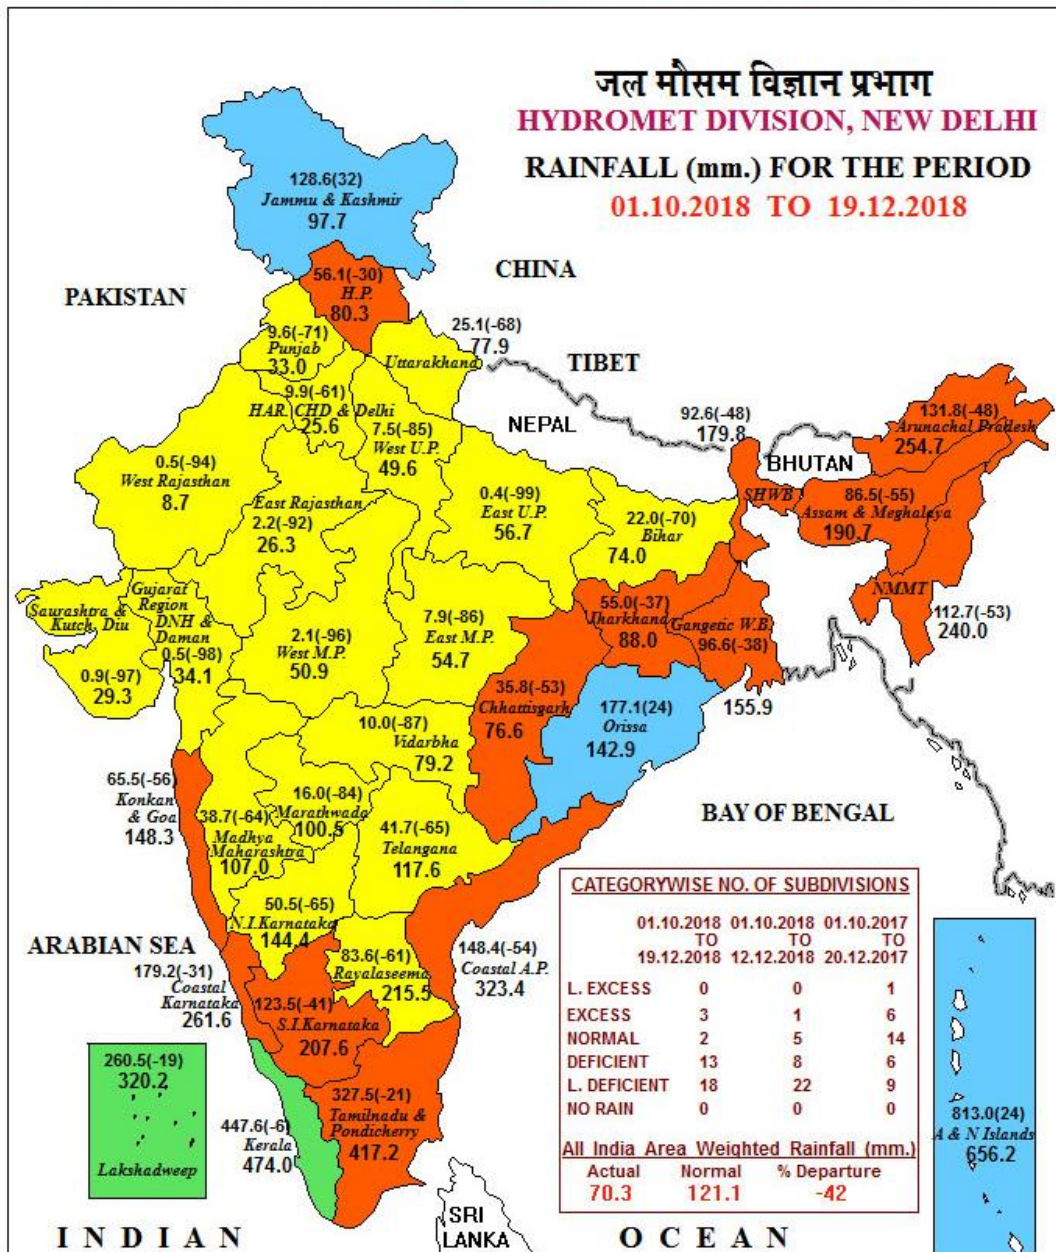 जल मौसम विज्ञान प्रभाग
HYDROMET DIVISION, NEW DELHI
RAINFALL (mm.) FOR THE PERIOD
01.10.2018 TO 19.12.2018
128.6(32)
Jammu & Kashmir
97.7
CHINA
PAKISTAN
56.1(-30)
H.P.
80.3
9.6(-71)
Punjab
33.0
25.1(-68)
77.9
Uttarakhand
TIBET
9.9(-61)
HAR. CHD & Delhi
25.6
7.5(-85)
West U.P.
49.6
NEPAL
92.6(-48)
179.8
SHWB
BHUTAN
131.8(-48)
Arunachal Pradesh
254.7
0.5(-94)
West Rajasthan
8.7
East Rajasthan
2.2(-92)
26.3
0.4(-99)
East U.P.
56.7
22.0(-70)
Bihar
74.0
86.5(-55)
Assam & Meghalaya
190.7
NMMT
112.7(-53)
240.0
Saurashtra &
Kutch, Diu
0.9(-97)
29.3
Gujarat
Region
DNH &
Daman
0.5(-98)
34.1
2.1(-96)
West M.P.
50.9
7.9(-86)
East M.P.
54.7
55.0(-37)
Jharkhand
88.0
Gangetic W.B.
96.6(-38)
155.9
35.8(-53)
Chhattisgarh
76.6
177.1(24)
Orissa
142.9
10.0(-87)
Vidarbha
79.2
65.5(-56)
Konkan
& Goa
148.3
38.7(-64)
Madhya
Maharashtra
107.0
16.0(-84)
Marathwada
100.5
41.7(-65)
Telangana
117.6
BAY OF BENGAL
50.5(-65)
N.I.Karnataka
144.4
ARABIAN SEA
179.2(-31)
Coastal
Karnataka
261.6
83.6(-61)
Rayalaseema
215.5
148.4(-54)
Coastal A.P.
323.4
123.5(-41)
S.I.Karnataka
207.6
260.5(-19)
320.2
Lakshadweep
447.6(-6)
Kerala
474.0
327.5(-21)
Tamilnadu &
Pondicherry
417.2
CATEGORYWISE NO. OF SUBDIVISIONS
01.10.2018 01.10.2018 01.10.2017
TO TO TO
19.12.2018 12.12.2018 20.12.2017
L. EXCESS 0 0 1
EXCESS 3 1 6
NORMAL 2 5 14
DEFICIENT 13 8 6
L. DEFICIENT 18 22 9
NO RAIN 0 0 0
All India Area Weighted Rainfall (mm.)
Actual Normal % Departure
70.3 121.1 -42
813.0(24)
A & N Islands
656.2
SRI
LANKA
INDIAN OCEAN